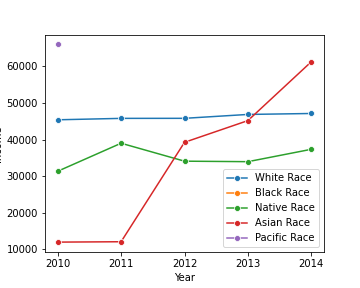 60000
50000
40000
30000
20000
10000
2010 2011 2012 2013 2014
Year
White Race
Black Race
Native Race
Asian Race
Pacific Race